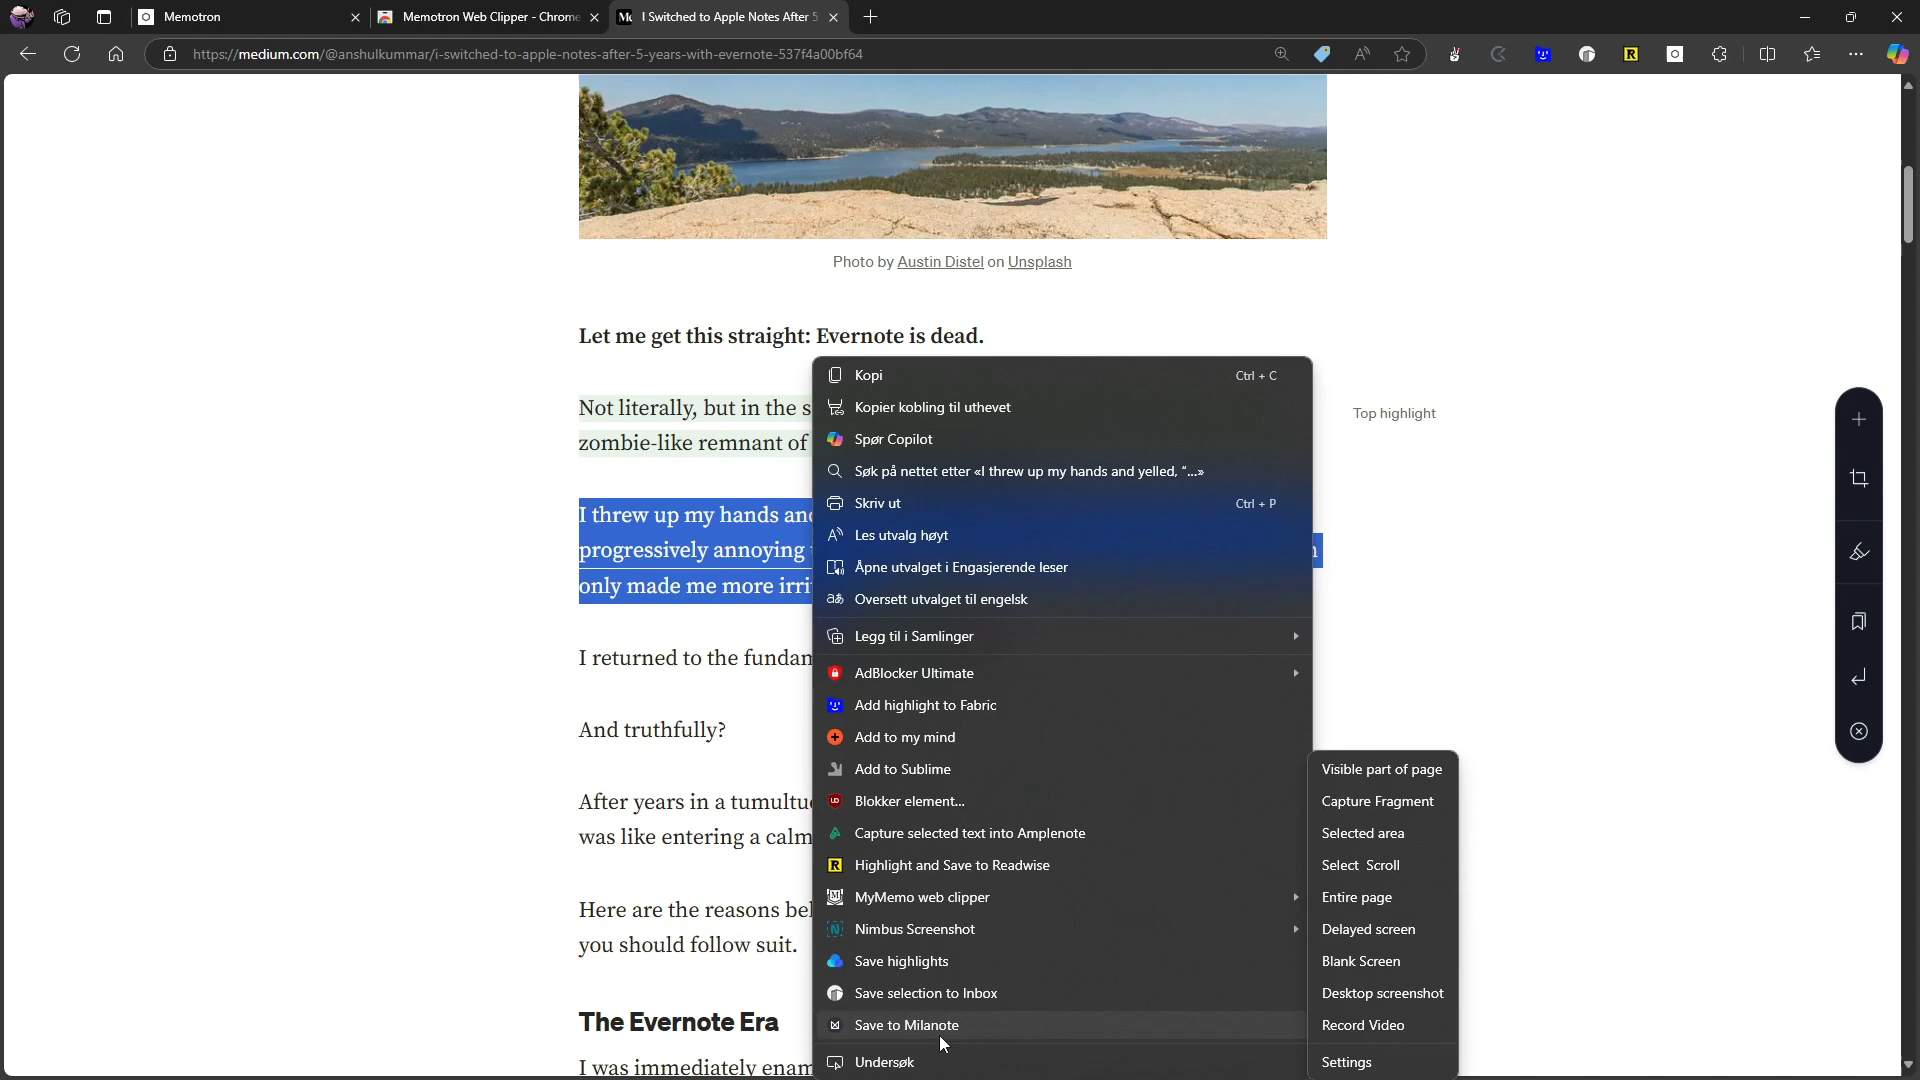 Memotron
Memotron Web Clipper - Chrome
I Switched to Apple Notes After 5
https://medium.com/@anshulkummar/i-switched-to-apple-notes-after-5-years-with-evernote-537f4a00bf64
Photo by Austin Distel on Unsplash
Let me get this straight: Evernote is dead.
Not literally, but in the s
zombie-like remnant of
Top highlight
I threw up my hands and
progressively annoying
only made me more irri
I returned to the fundam
And truthfully?
After years in a tumultu
was like entering a calm
Here are the reasons bel
you should follow suit.
The Evernote Era
I was immediately enam
Kopi Ctrl + C
Kopier kobling til uthevet
Spør Copilot
Søk på nettet etter «I threw up my hands and yelled, “...»
Skriv ut Ctrl + P
Les utvalg høyt
Åpne utvalget i Engasjerende leser
Oversett utvalget til engelsk
Legg til i Samlinger
AdBlocker Ultimate
Add highlight to Fabric
Add to my mind
Add to Sublime
Blokker element...
Capture selected text into Amplenote
Highlight and Save to Readwise
MyMemo web clipper
Nimbus Screenshot
Save highlights
Save selection to Inbox
Save to Milanote
Undersøk
Visible part of page
Capture Fragment
Selected area
Select Scroll
Entire page
Delayed screen
Blank Screen
Desktop screenshot
Record Video
Settings